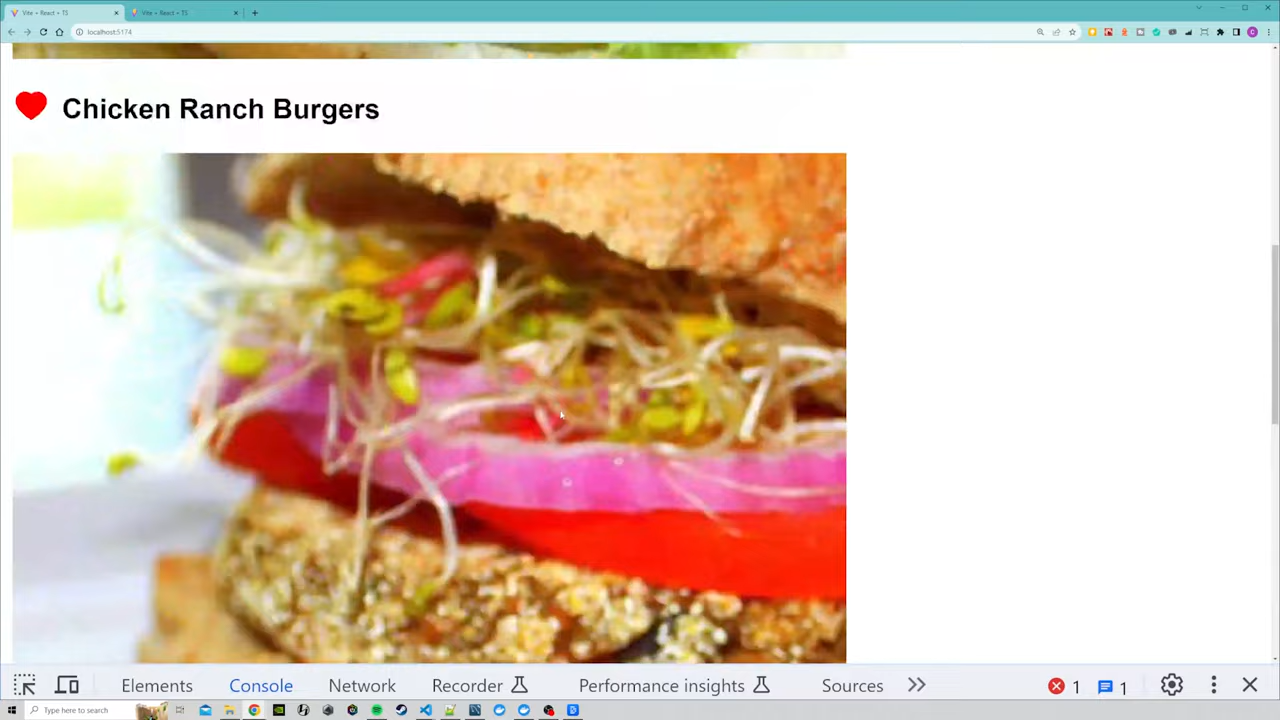 Vite + React + TS
Vite + React + TS
localhost:5174
Chicken Ranch Burgers
Elements
Console
Network
Recorder
Performance insights
Sources
1
1
Type here to search